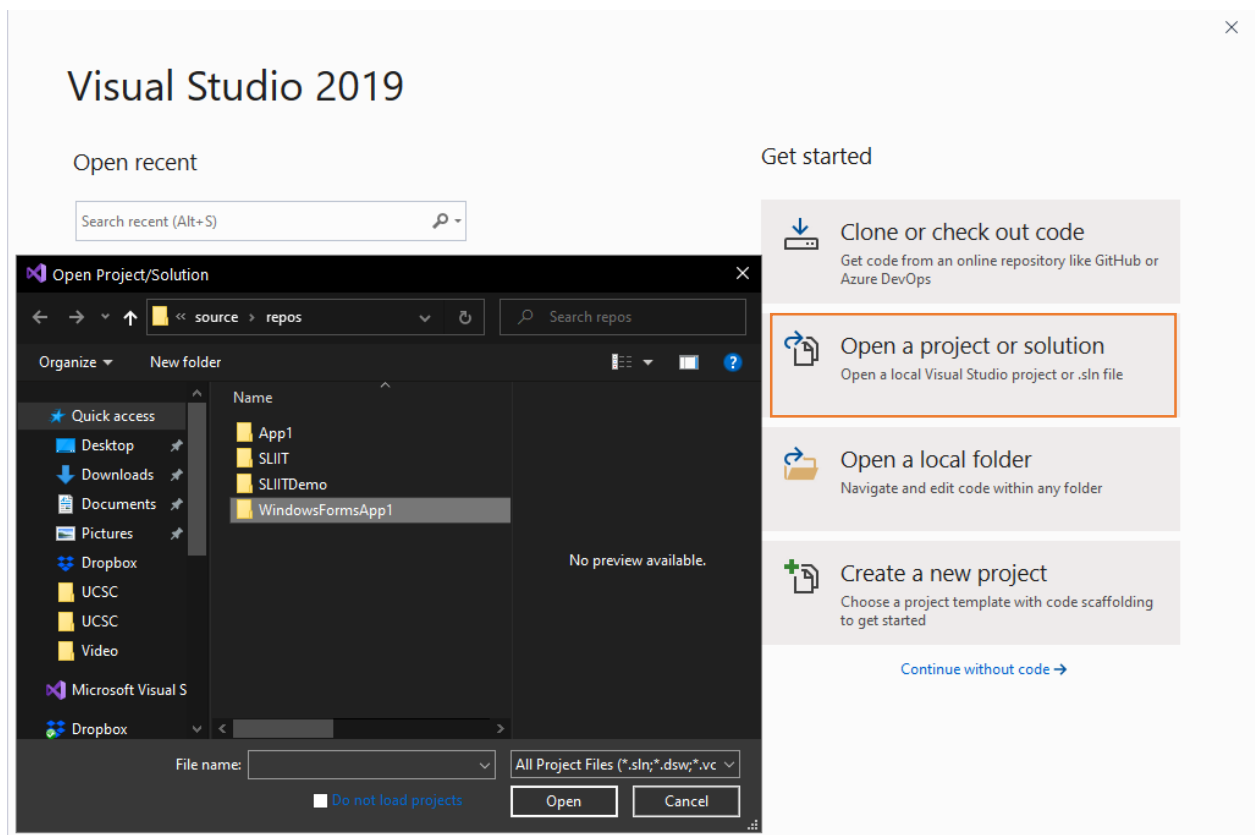 Visual Studio 2019
Open recent
Search recent (Alt+S)
Get started
Clone or check out code
Get code from an online repository like GitHub or
Azure DevOps
Open a project or solution
Open a local Visual Studio project or .sln file
Open a local folder
Navigate and edit code within any folder
Create a new project
Choose a project template with code scaffolding
to get started
Continue without code →
Open Project/Solution
« source › repos
Search repos
Organize
New folder
?
Quick access
Desktop
Downloads
Documents
Pictures
Dropbox
UCSC
UCSC
Video
Microsoft Visual S
Dropbox
Name
App1
SLIIT
SLIITDemo
WindowsFormsApp1
No preview available.
File name:
All Project Files (*.sln;*.dsw;*.vc
Do not load projects
Open
Cancel